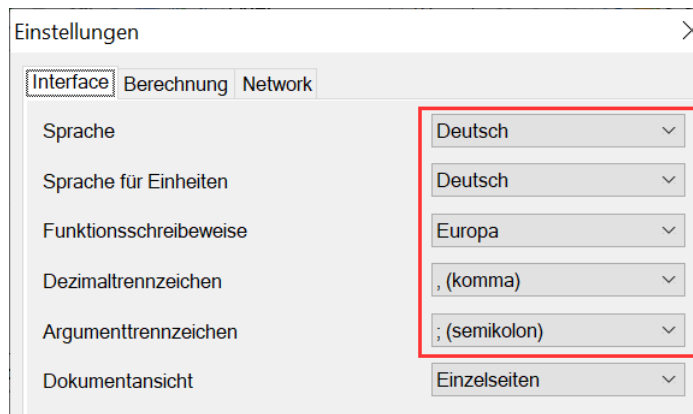 Einstellungen
Interface Berechnung Network
Sprache Deutsch
Sprache für Einheiten Deutsch
Funktionsschreibeweise Europa
Dezimaltrennzeichen , (komma)
Argumenttrennzeichen ; (semikolon)
Dokumentansicht Einzelseiten